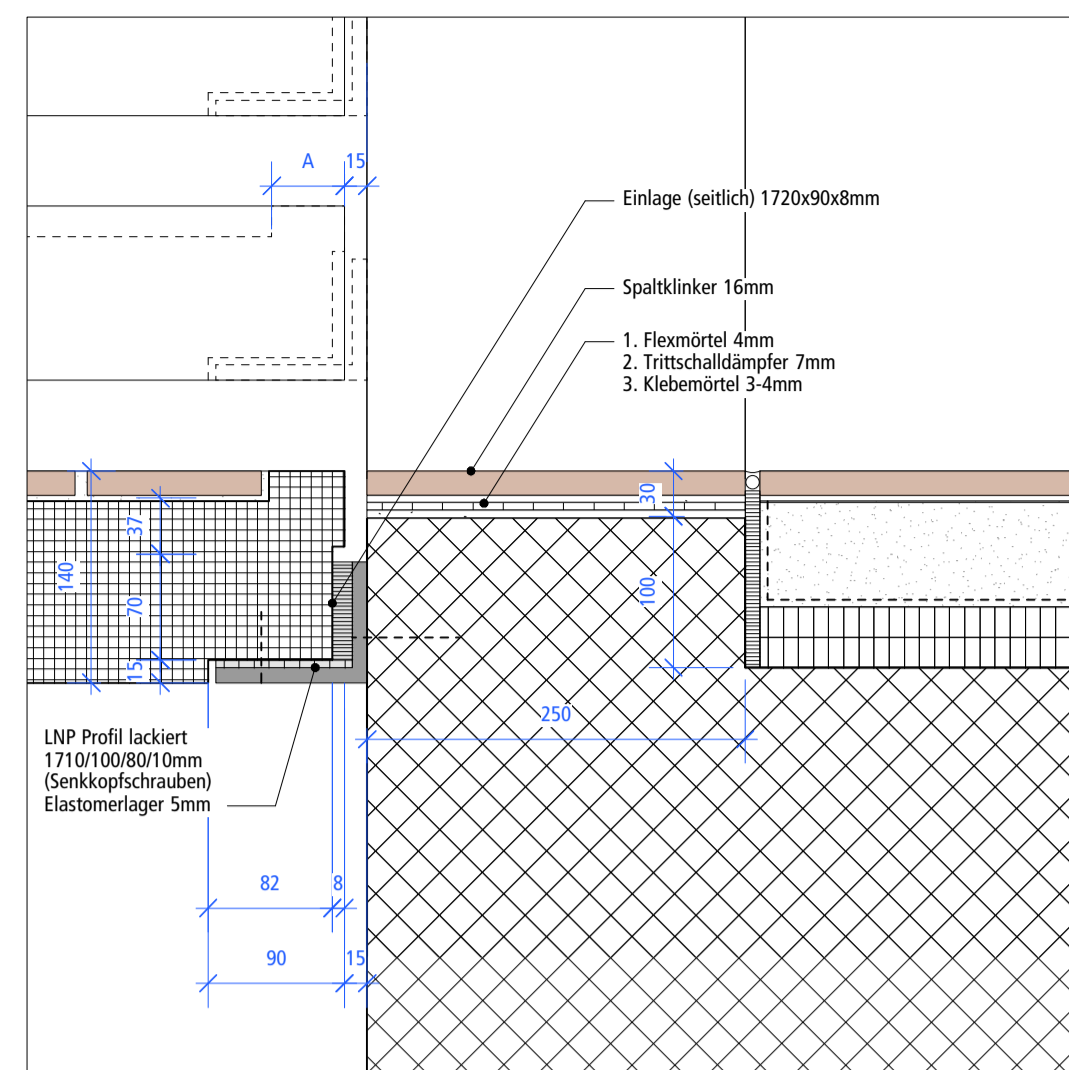 A
15
Einlage (seitlich) 1720x90x8mm
Spaltklinker 16mm
1. Flexmörtel 4mm
2. Trittschalldämpfer 7mm
3. Klebemörtel 3-4mm
30
37
140
100
70
15
250
LNP Profil lackiert
1710/100/80/10mm
(Senkkopfschrauben)
Elastomerlager 5mm
82
8
90
15